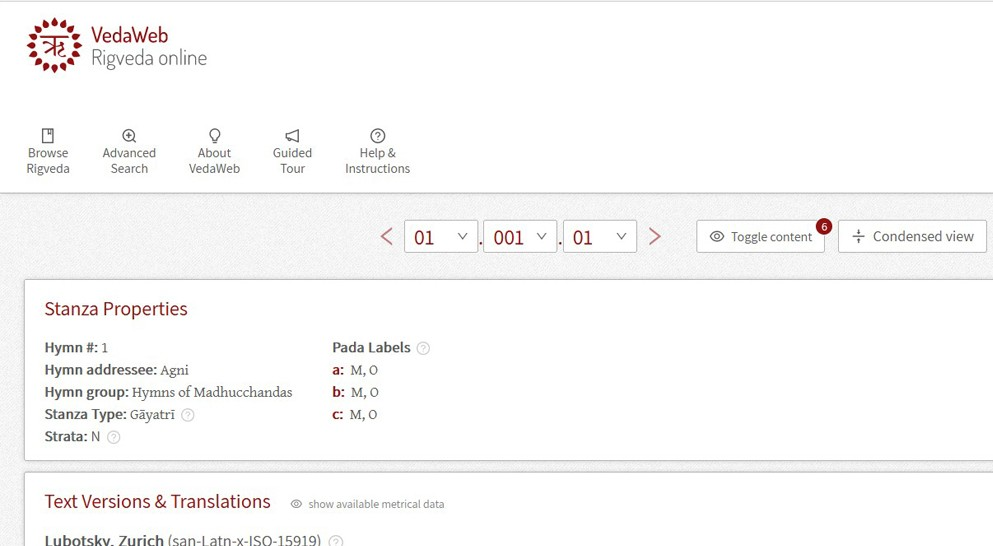 ऋ
VedaWeb
Rigveda online
Browse Rigveda
Advanced Search
About VedaWeb
Guided Tour
Help & Instructions
01 . 001 . 01
Toggle content 6
Condensed view
Stanza Properties
Hymn #: 1
Hymn addressee: Agni
Hymn group: Hymns of Madhucchandas
Stanza Type: Gāyatrī ?
Strata: N ?
Pada Labels ?
a: M, O
b: M, O
c: M, O
Text Versions & Translations show available metrical data
Lubotsky, Zurich (san-Latn-x-ISO-15919) ?